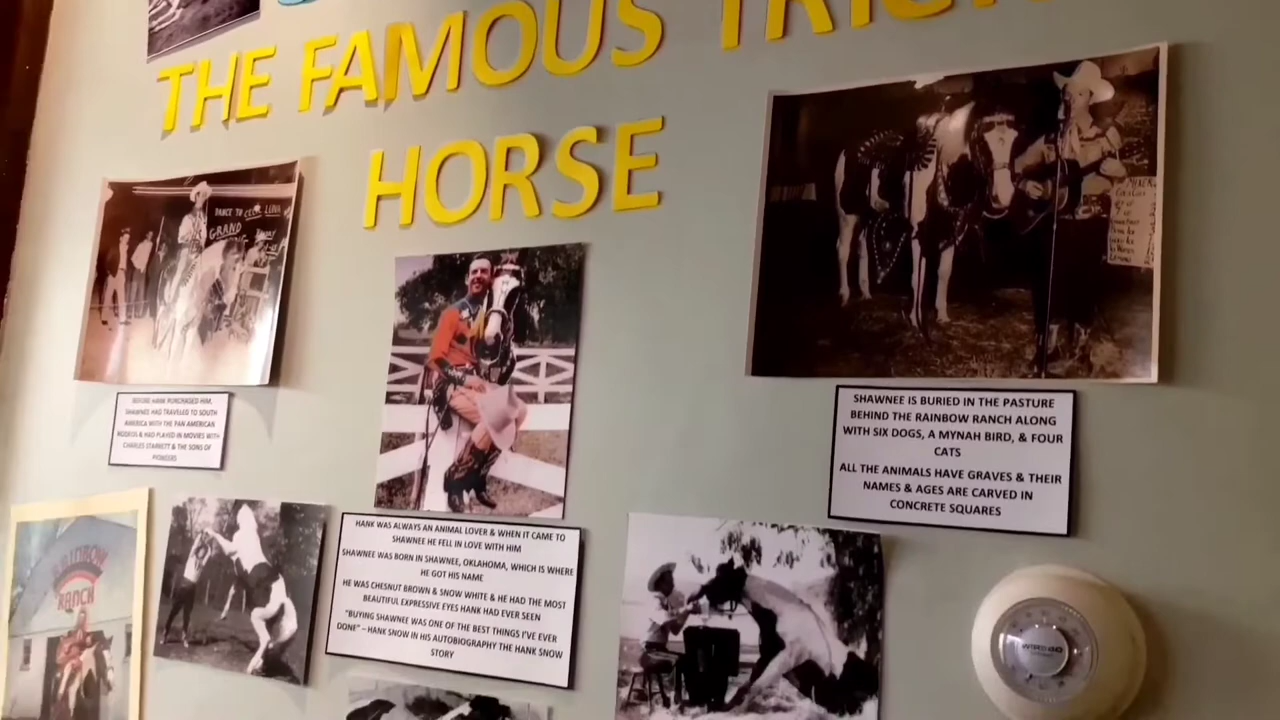 THE FAMOUS TRICK
HORSE
DANCE TO
GRAND
BEFORE HANK PURCHASED HIM,
SHAWNEE HAD TRAVELED TO SOUTH
AMERICA WITH THE PAN AMERICAN
RODEOS & HAD PLAYED IN MOVIES WITH
CHARLES STARRETT & THE SONS OF
PIONEERS
SHAWNEE IS BURIED IN THE PASTURE
BEHIND THE RAINBOW RANCH ALONG
WITH SIX DOGS, A MYNAH BIRD, & FOUR
CATS
ALL THE ANIMALS HAVE GRAVES & THEIR
NAMES & AGES ARE CARVED IN
CONCRETE SQUARES
HANK WAS ALWAYS AN ANIMAL LOVER & WHEN IT CAME TO
SHAWNEE HE FELL IN LOVE WITH HIM
SHAWNEE WAS BORN IN SHAWNEE, OKLAHOMA, WHICH IS WHERE
HE GOT HIS NAME
HE WAS CHESNUT BROWN & SNOW WHITE & HE HAD THE MOST
BEAUTIFUL EXPRESSIVE EYES HANK HAD EVER SEEN
"BUYING SHAWNEE WAS ONE OF THE BEST THINGS I'VE EVER
DONE" – HANK SNOW IN HIS AUTOBIOGRAPHY THE HANK SNOW
STORY
RAINBOW
RANCH